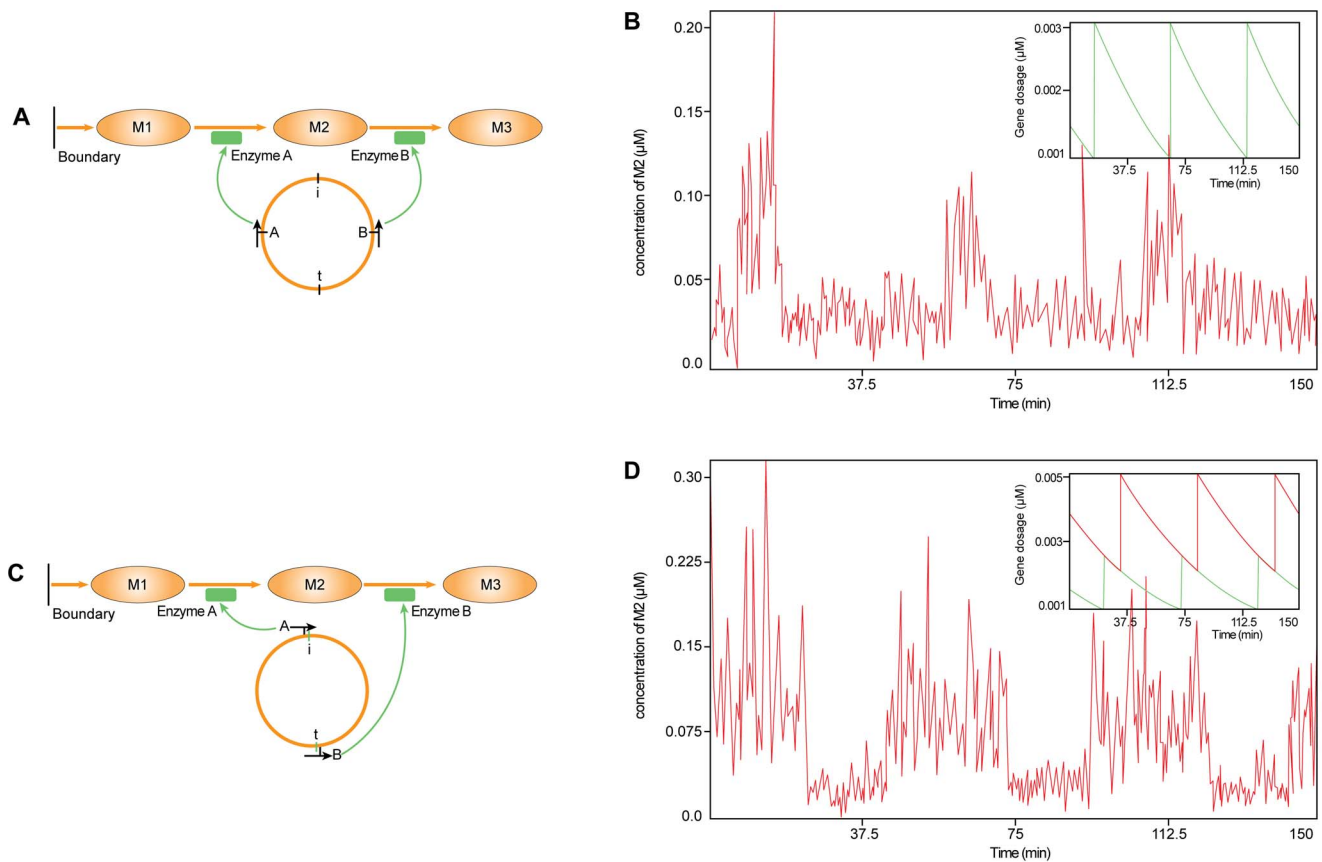 A
Boundary
M1
M2
M3
Enzyme A
Enzyme B
i
A
B
t
B
concentration of M2 (µM)
0.20
0.15
0.10
0.05
0.0
37.5
75
112.5
150
Time (min)
Gene dosage (µM)
0.003
0.002
0.001
37.5
75
112.5
150
Time (min)
C
Boundary
M1
M2
M3
Enzyme A
Enzyme B
A
i
t
B
D
concentration of M2 (µM)
0.30
0.225
0.15
0.075
0.0
37.5
75
112.5
150
Time (min)
Gene dosage (µM)
0.005
0.003
0.001
37.5
75
112.5
150
Time (min)